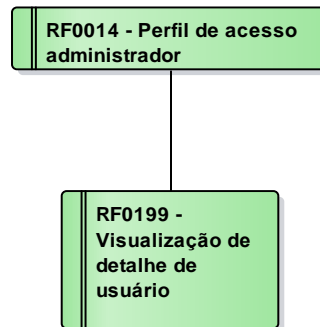 RF0014 - Perfil de acesso
administrador
RF0199 -
Visualização de
detalhe de
usuário